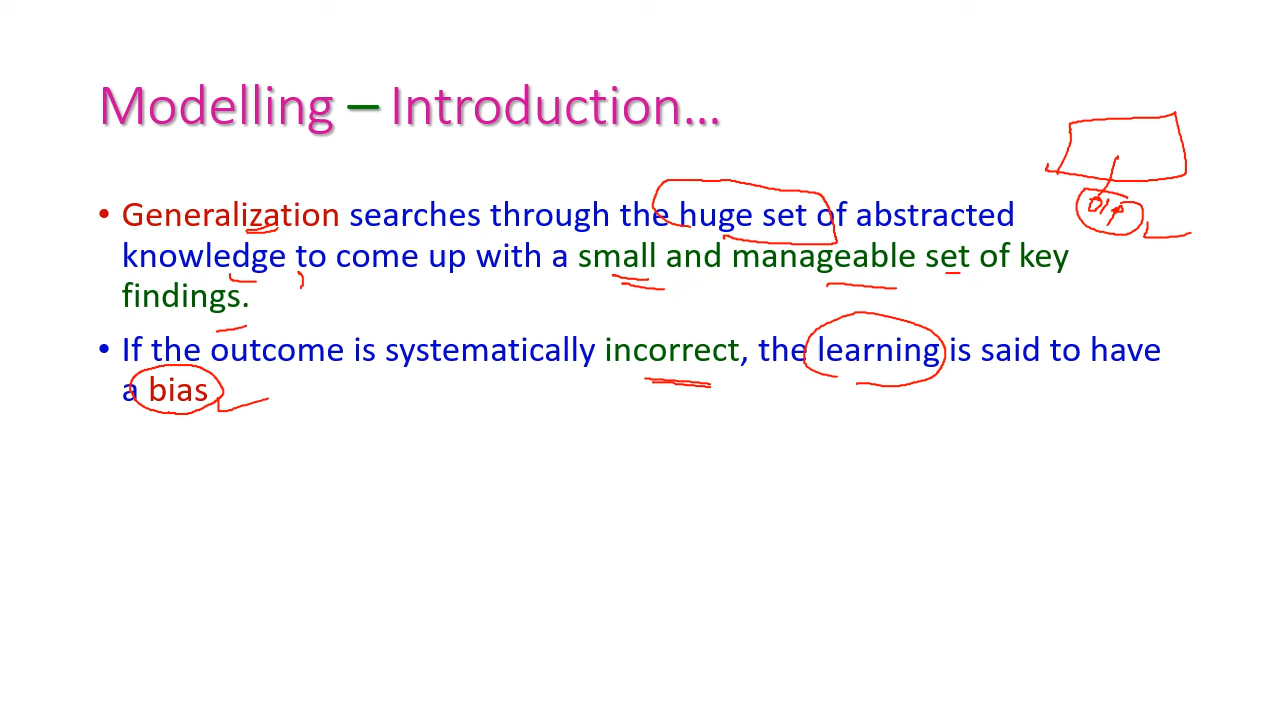 Modelling – Introduction...
• Generalization searches through the huge set of abstracted
knowledge to come up with a small and manageable set of key
findings.
• If the outcome is systematically incorrect, the learning is said to have
a bias
O/P